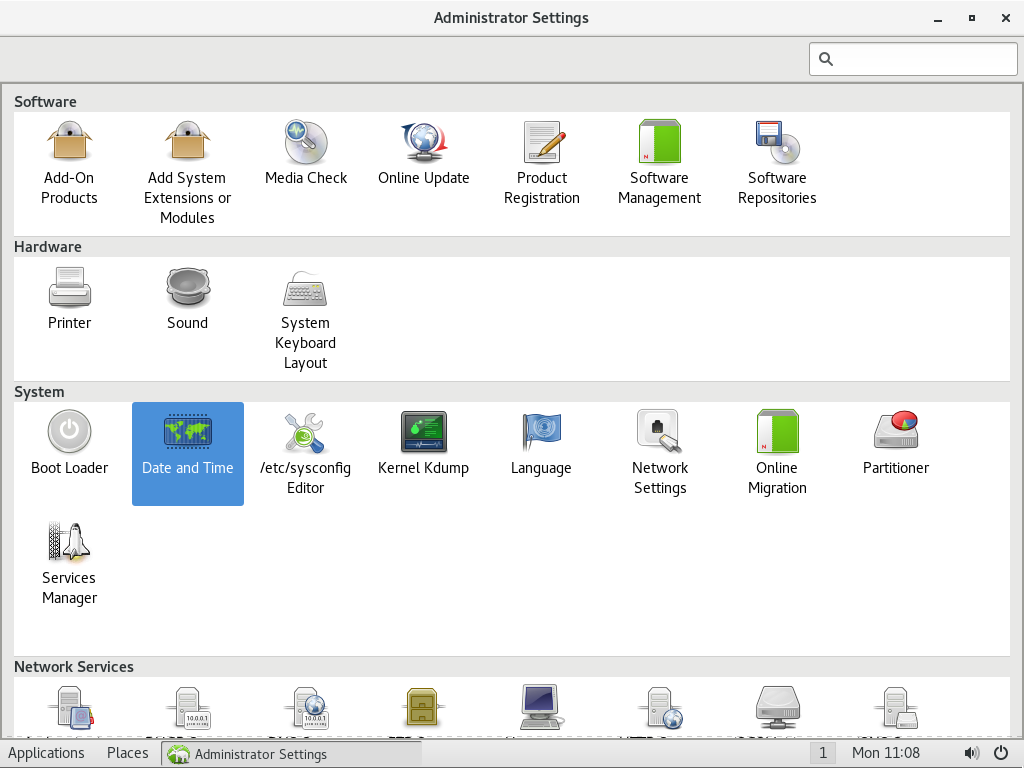 Administrator Settings
Software
Add-On
Products
Add System
Extensions or
Modules
Media Check
Online Update
Product
Registration
Software
Management
Software
Repositories
Hardware
Printer
Sound
System
Keyboard
Layout
System
Boot Loader
Date and Time
/etc/sysconfig
Editor
Kernel Kdump
Language
Network
Settings
Online
Migration
Partitioner
Services
Manager
Network Services
Applications
Places
Administrator Settings
1
Mon 11:08